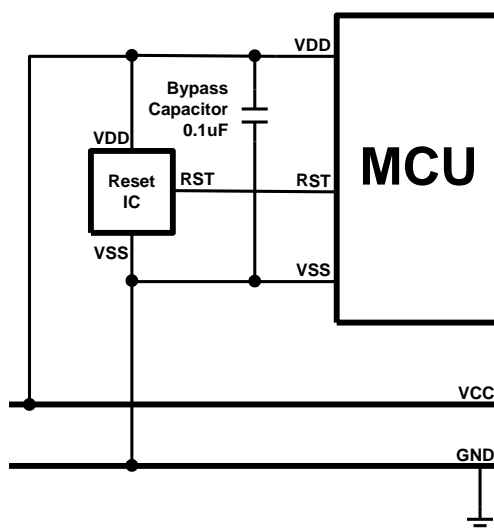 VDD
Bypass
Capacitor
0.1uF
VDD
Reset
IC
RST
RST
MCU
VSS
VSS
VCC
GND